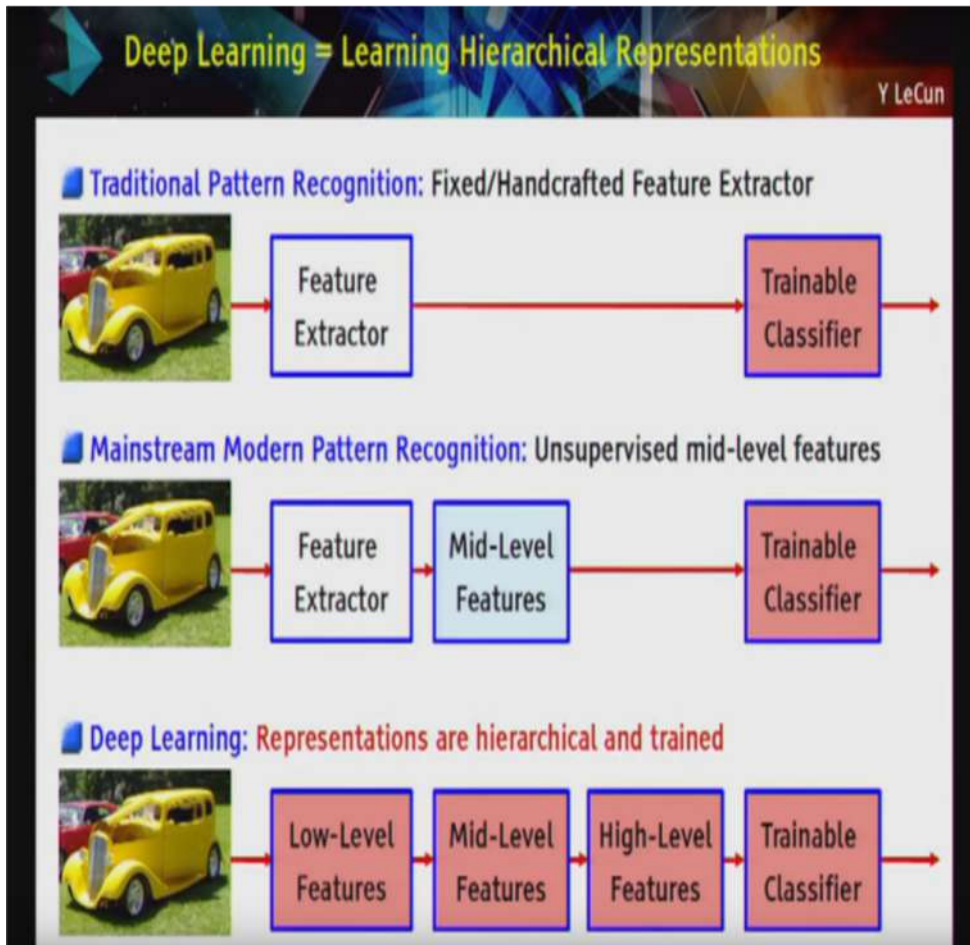 Deep Learning = Learning Hierarchical Representations
Y LeCun
Traditional Pattern Recognition: Fixed/Handcrafted Feature Extractor
Feature
Extractor
Trainable
Classifier
Mainstream Modern Pattern Recognition: Unsupervised mid-level features
Feature
Extractor
Mid-Level
Features
Trainable
Classifier
Deep Learning: Representations are hierarchical and trained
Low-Level
Features
Mid-Level
Features
High-Level
Features
Trainable
Classifier